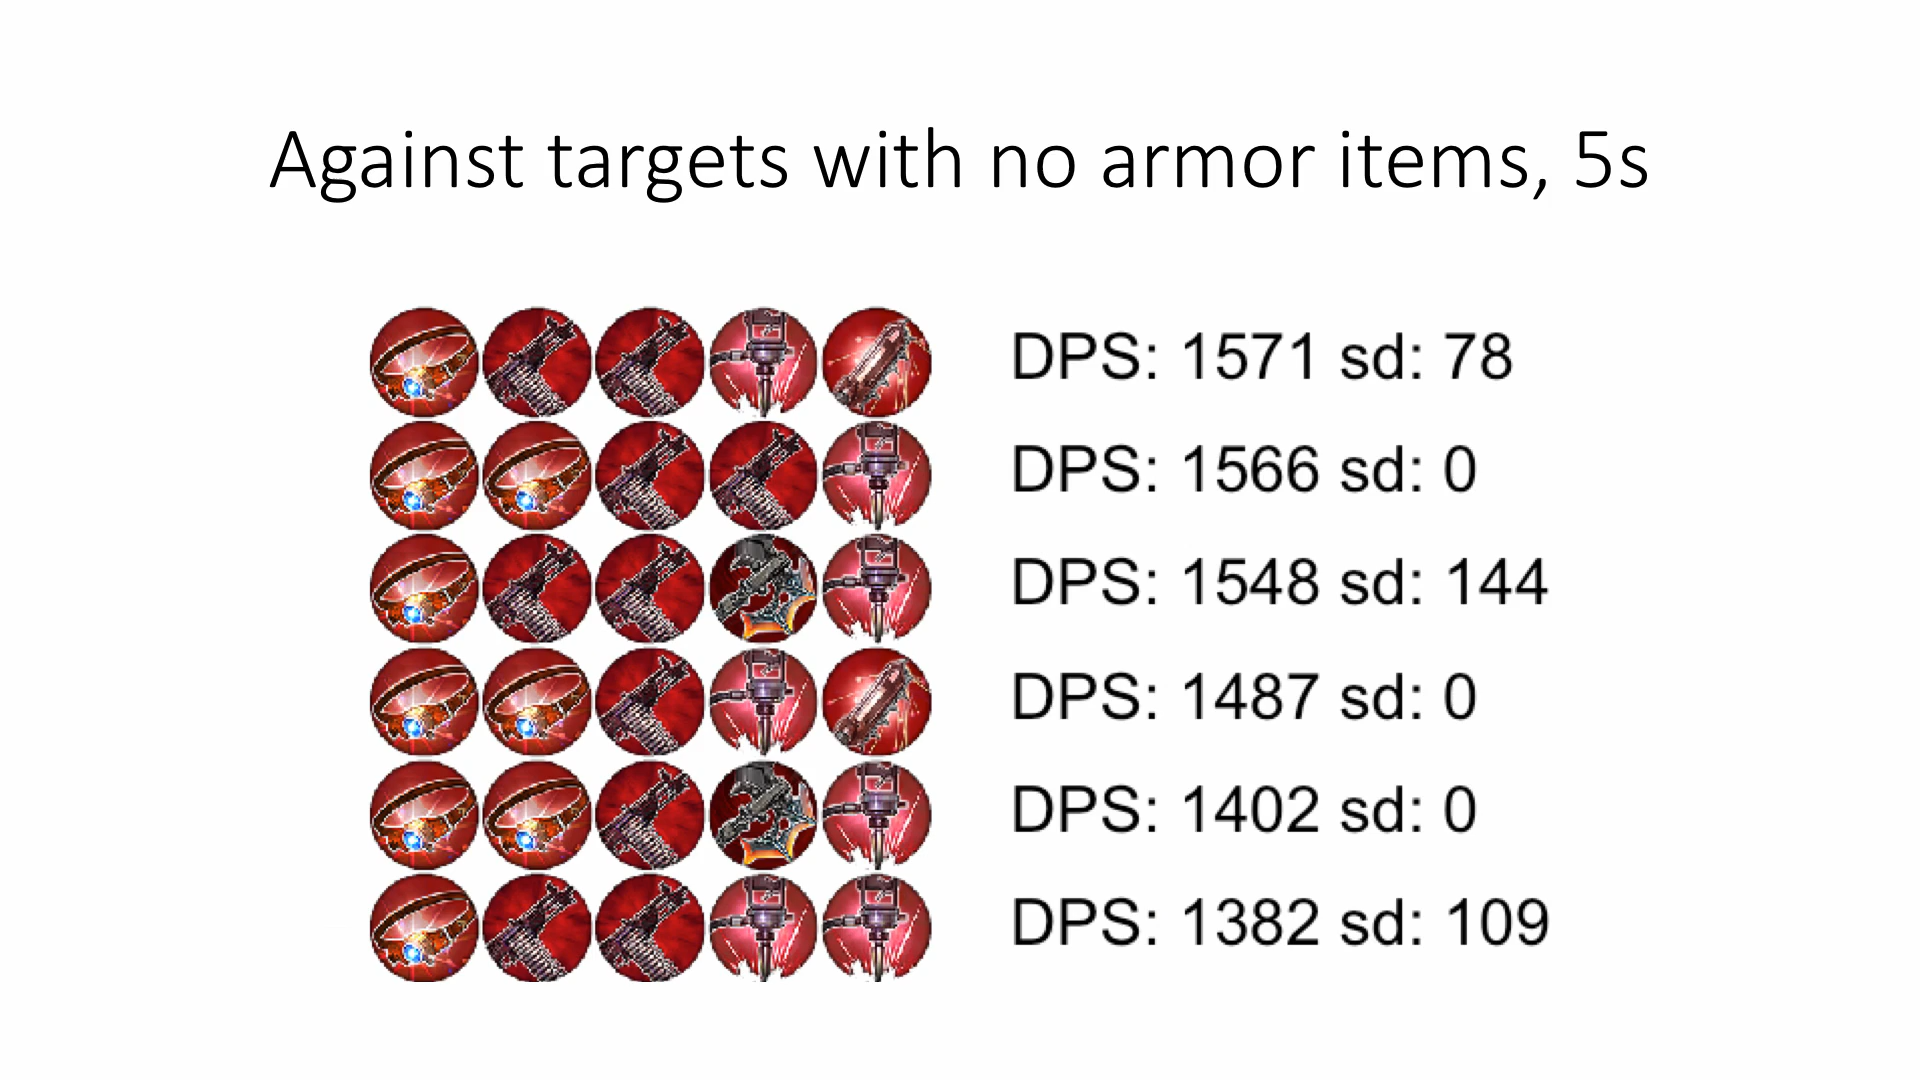 Against targets with no armor items, 5s
DPS: 1571 sd: 78
DPS: 1566 sd: 0
DPS: 1548 sd: 144
DPS: 1487 sd: 0
DPS: 1402 sd: 0
DPS: 1382 sd: 109